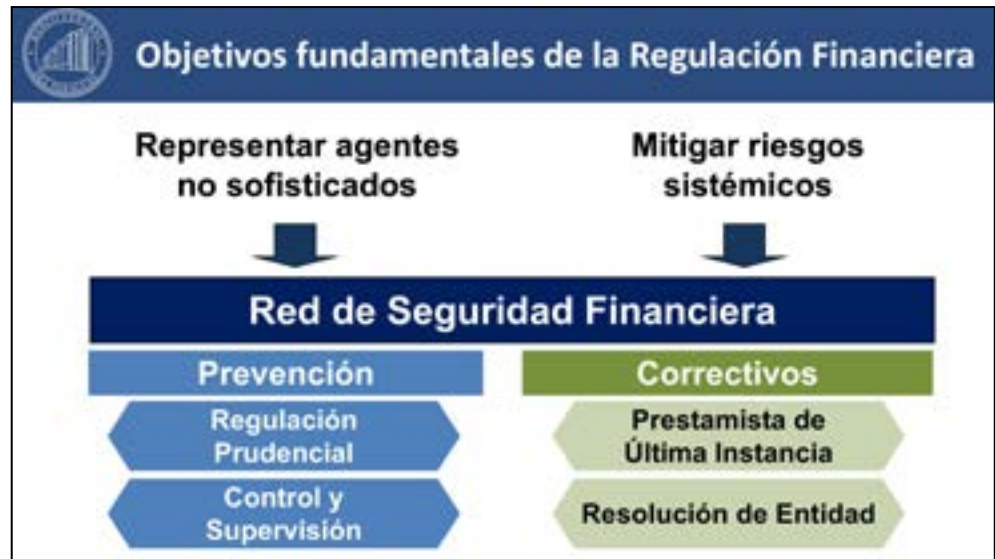 Objetivos fundamentales de la Regulación Financiera
Representar agentes
no sofisticados
Mitigar riesgos
sistémicos
Red de Seguridad Financiera
Prevención
Regulación
Prudencial
Control y
Supervisión
Correctivos
Prestamista de
Última Instancia
Resolución de Entidad